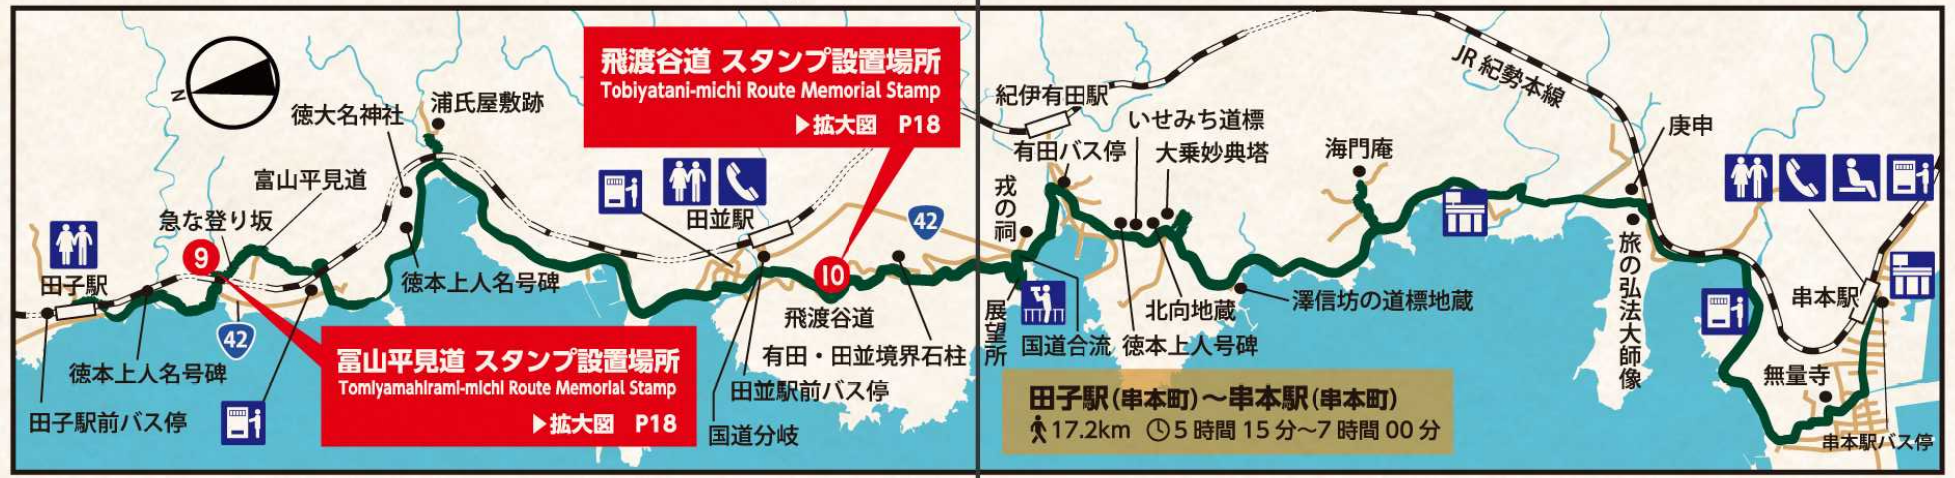 N
徳大名神社
浦氏屋敷跡
富山平見道
急な登り坂
田子駅
9
42
徳本上人名号碑
田子駅前バス停
徳本上人名号碑
富山平見道 スタンプ設置場所
Tomiyamahirami-michi Route Memorial Stamp
▶拡大図 P18
飛渡谷道 スタンプ設置場所
Tobiyatani-michi Route Memorial Stamp
▶拡大図 P18
田並駅
10
42
飛渡谷道
有田・田並境界石柱
田並駅前バス停
国道分岐
紀伊有田駅
有田バス停
いせみち道標
大乗妙典塔
戎の祠
展望所
国道合流
徳本上人号碑
北向地蔵
海門庵
澤信坊の道標地蔵
JR紀勢本線
庚申
旅の弘法大師像
串本駅
無量寺
串本駅バス停
田子駅(串本町)～串本駅(串本町)
17.2km 5時間15分～7時間00分